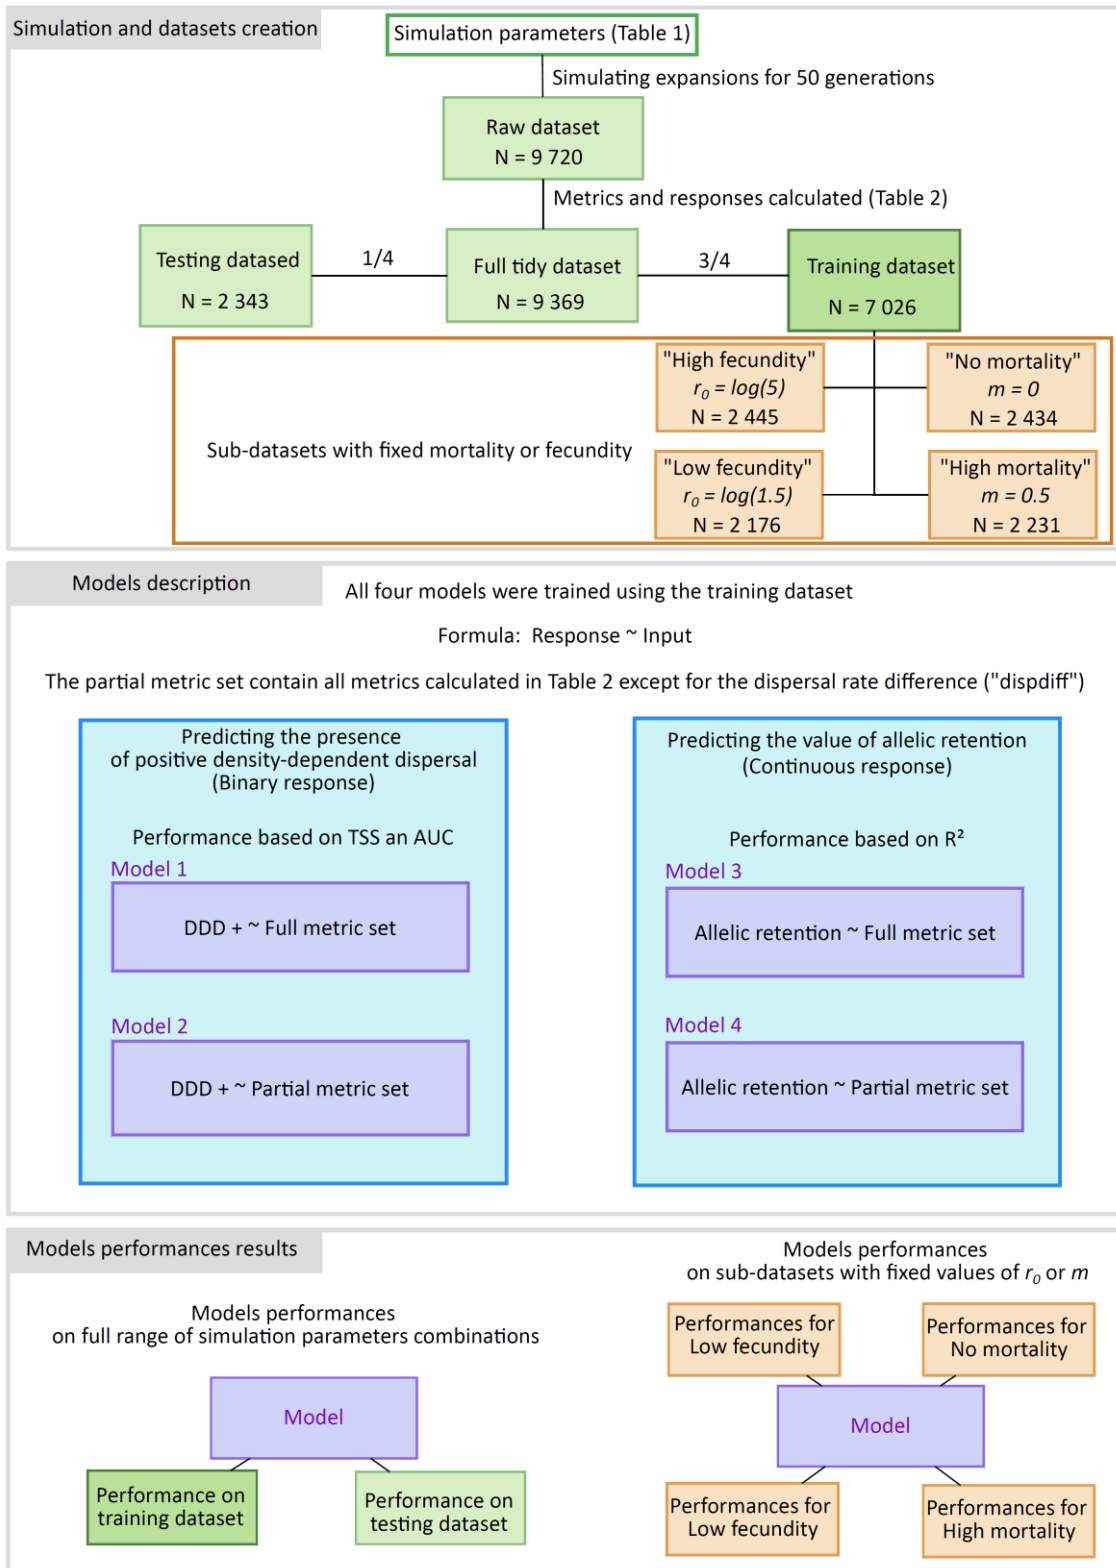 Simulation and datasets creation
Simulation parameters (Table 1)
Simulating expansions for 50 generations
Raw dataset
N = 9 720
Metrics and responses calculated (Table 2)
Testing datased
N = 2 343
1/4
Full tidy dataset
N = 9 369
3/4
Training dataset
N = 7 026
Sub-datasets with fixed mortality or fecundity
"High fecundity"
r₀ = log(5)
N = 2 445
"No mortality"
m = 0
N = 2 434
"Low fecundity"
r₀ = log(1.5)
N = 2 176
"High mortality"
m = 0.5
N = 2 231
Models description
All four models were trained using the training dataset
Formula: Response ~ Input
The partial metric set contain all metrics calculated in Table 2 except for the dispersal rate difference ("dispdiff")
Predicting the presence
of positive density-dependent dispersal
(Binary response)
Performance based on TSS an AUC
Model 1
DDD + ~ Full metric set
Model 2
DDD + ~ Partial metric set
Predicting the value of allelic retention
(Continuous response)
Performance based on R²
Model 3
Allelic retention ~ Full metric set
Model 4
Allelic retention ~ Partial metric set
Models performances results
Models performances
on full range of simulation parameters combinations
Model
Performance on
training dataset
Performance on
testing dataset
Models performances
on sub-datasets with fixed values of r₀ or m
Performances for
Low fecundity
Performances for
No mortality
Model
Performances for
Low fecundity
Performances for
High mortality